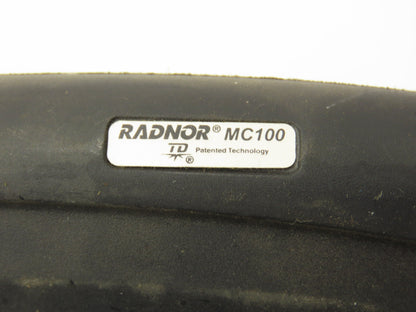 RADNOR® MC100
TD® Patented Technology